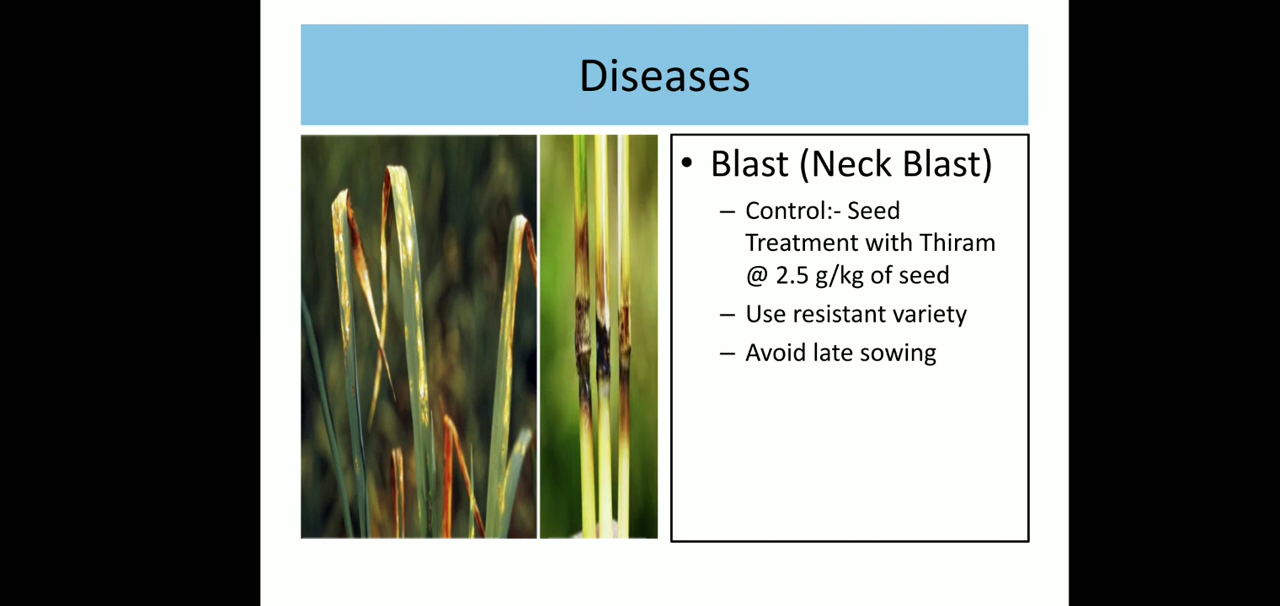 Diseases
• Blast (Neck Blast)
– Control:- Seed
Treatment with Thiram
@ 2.5 g/kg of seed
– Use resistant variety
– Avoid late sowing